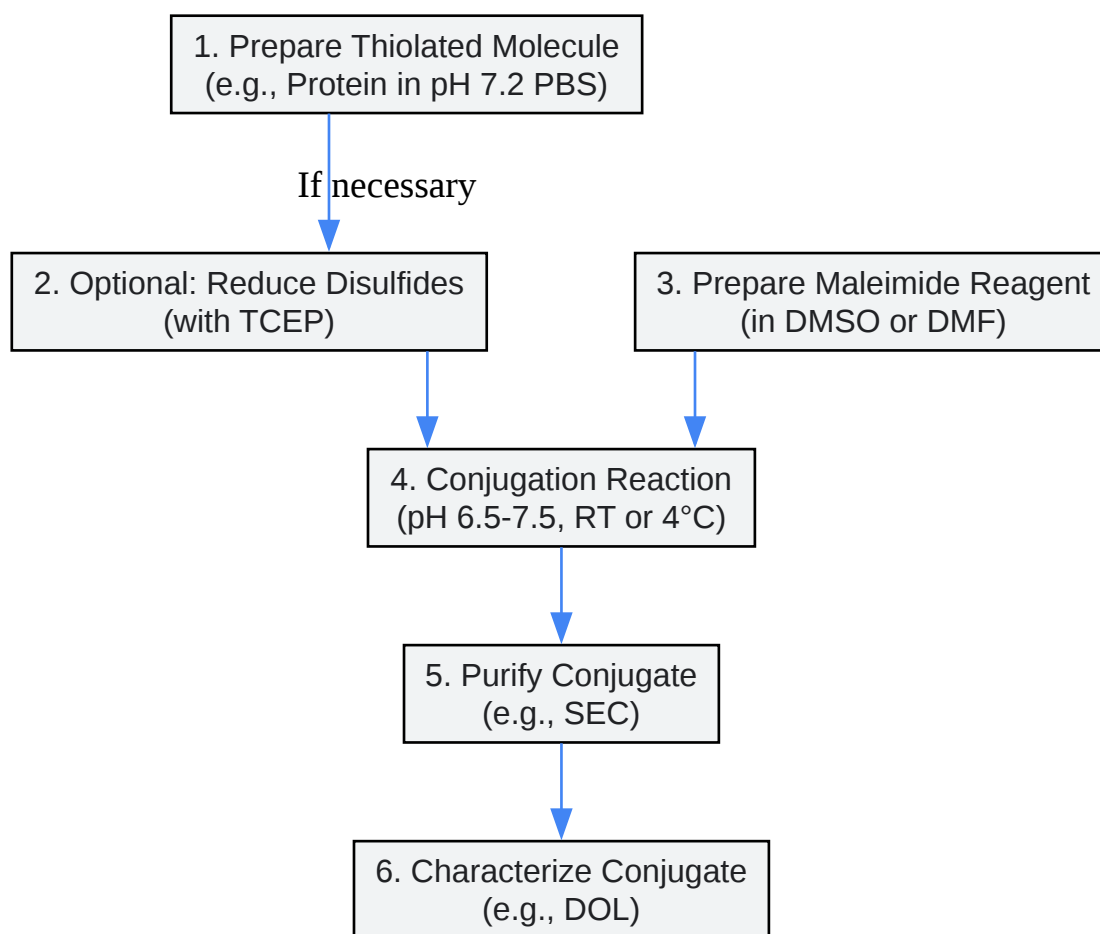 1. Prepare Thiolated Molecule
(e.g., Protein in pH 7.2 PBS)
If necessary
2. Optional: Reduce Disulfides
(with TCEP)
3. Prepare Maleimide Reagent
(in DMSO or DMF)
4. Conjugation Reaction
(pH 6.5-7.5, RT or 4°C)
5. Purify Conjugate
(e.g., SEC)
6. Characterize Conjugate
(e.g., DOL)